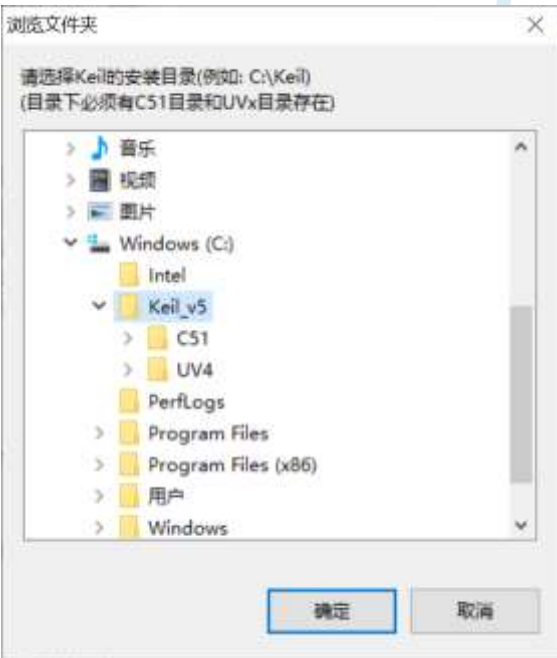 浏览文件夹
请选择Keil的安装目录(例如: C:\Keil)
(目录下必须有C51目录和UVx目录存在)
音乐
视频
图片
Windows (C:)
Intel
Keil_v5
C51
UV4
PerfLogs
Program Files
Program Files (x86)
用户
Windows
确定
取消